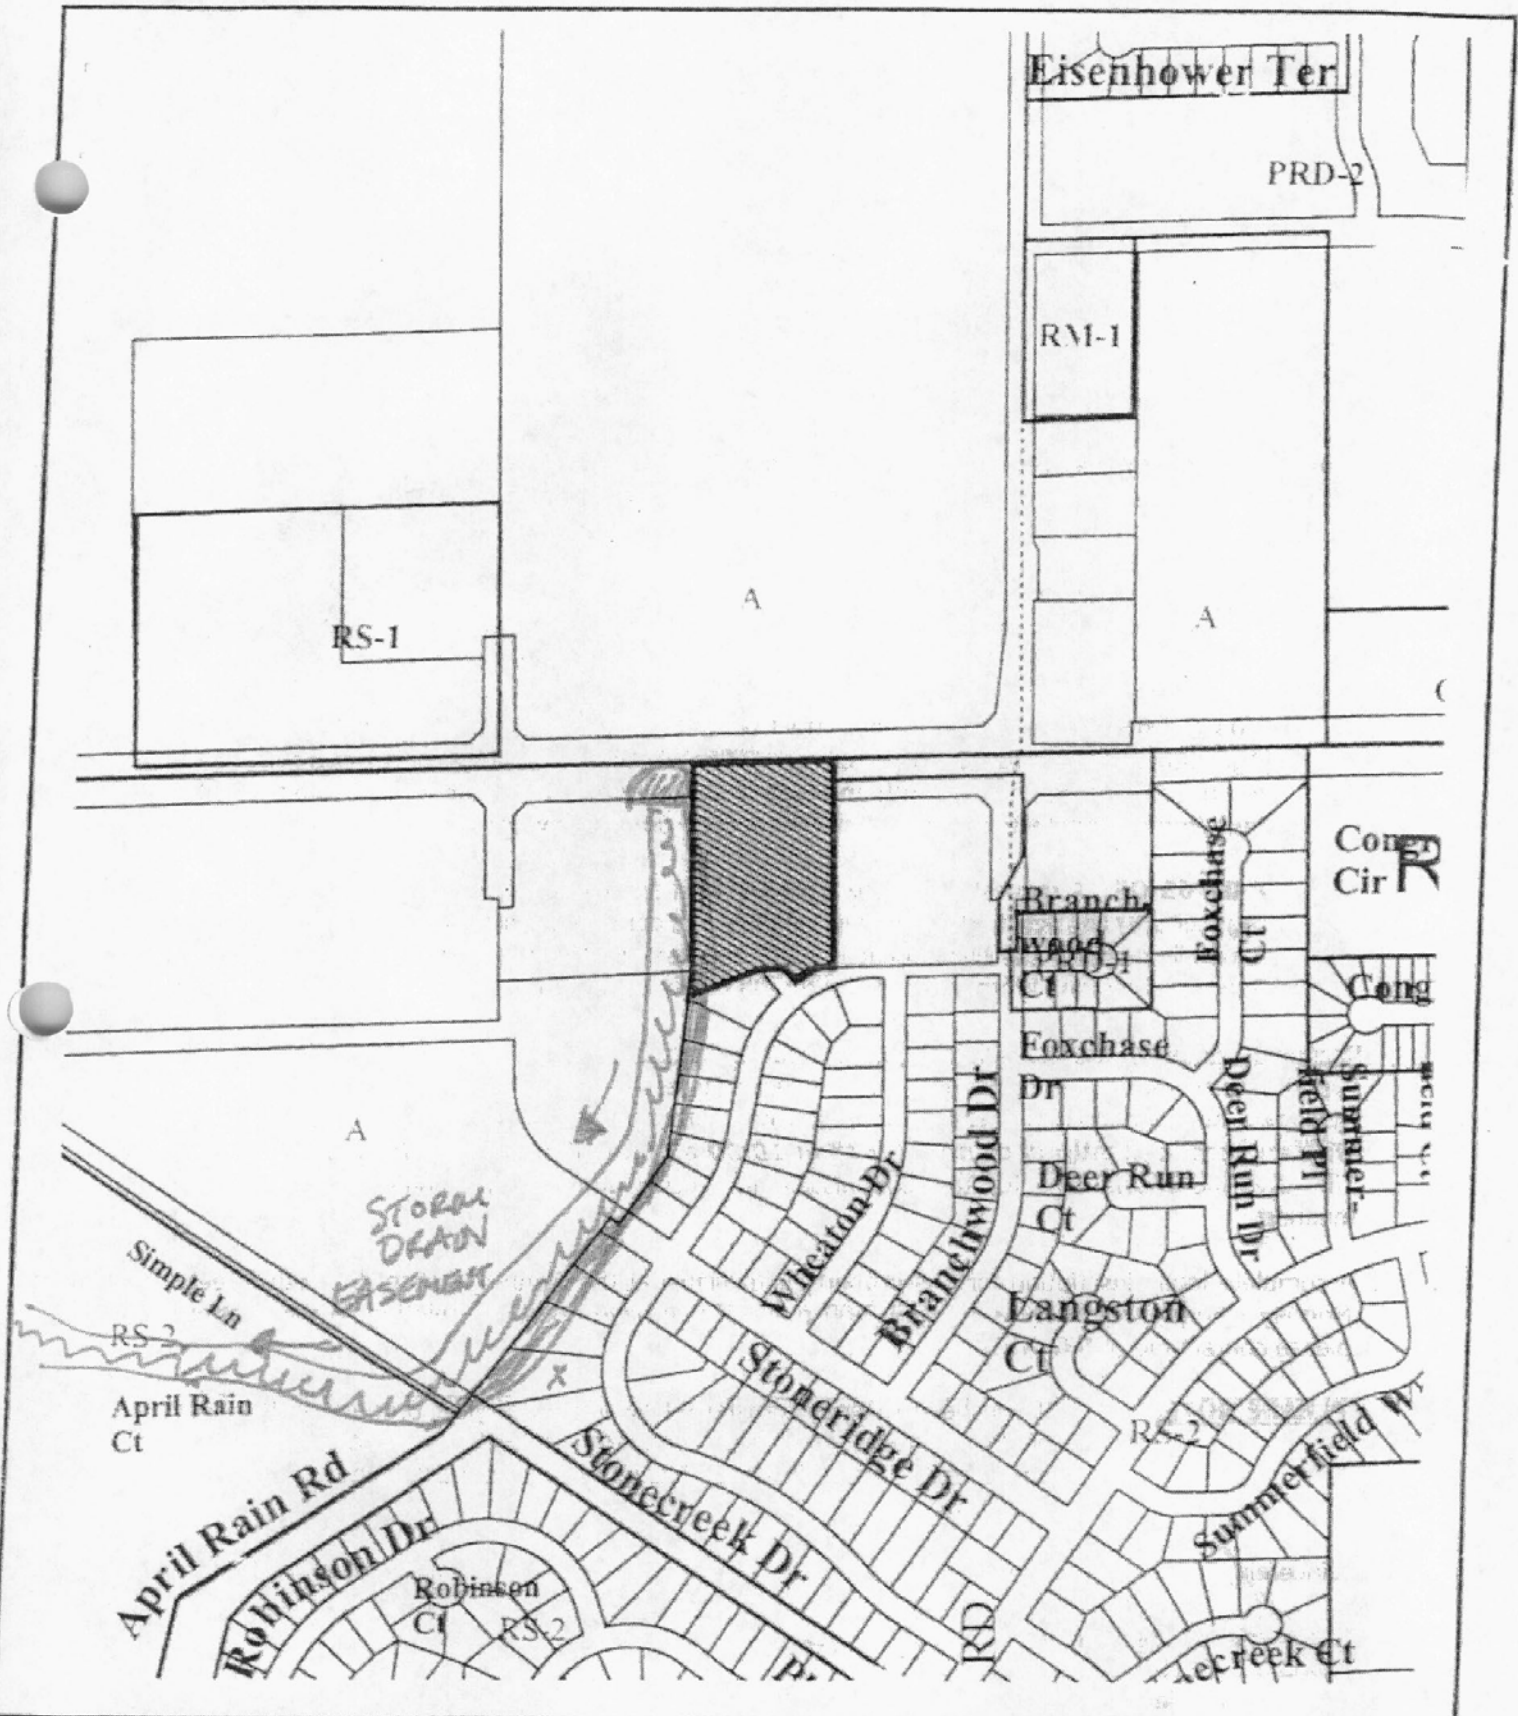 Eisenhower Ter
PRD-2
RM-1
A
A
RS-1
Foxchase
Ct
Cir
R
Branch-
wood
Ct
PRD-1
Cong
Foxchase
Dr
Deer Run Dr
Summer-
field Pl
A
Branchwood Dr
Wheaton Dr
Deer Run
Ct
STORM
DRAIN
EASEMENT
Simple Ln
RS-2
April Rain
Ct
Langston
Ct
x
Stoneridge Dr
RS-2
Summerfield W
Stonecreek Dr
April Rain Rd
Robinson Dr
Robinson
Ct
RS-2
RD
ecreek Ct